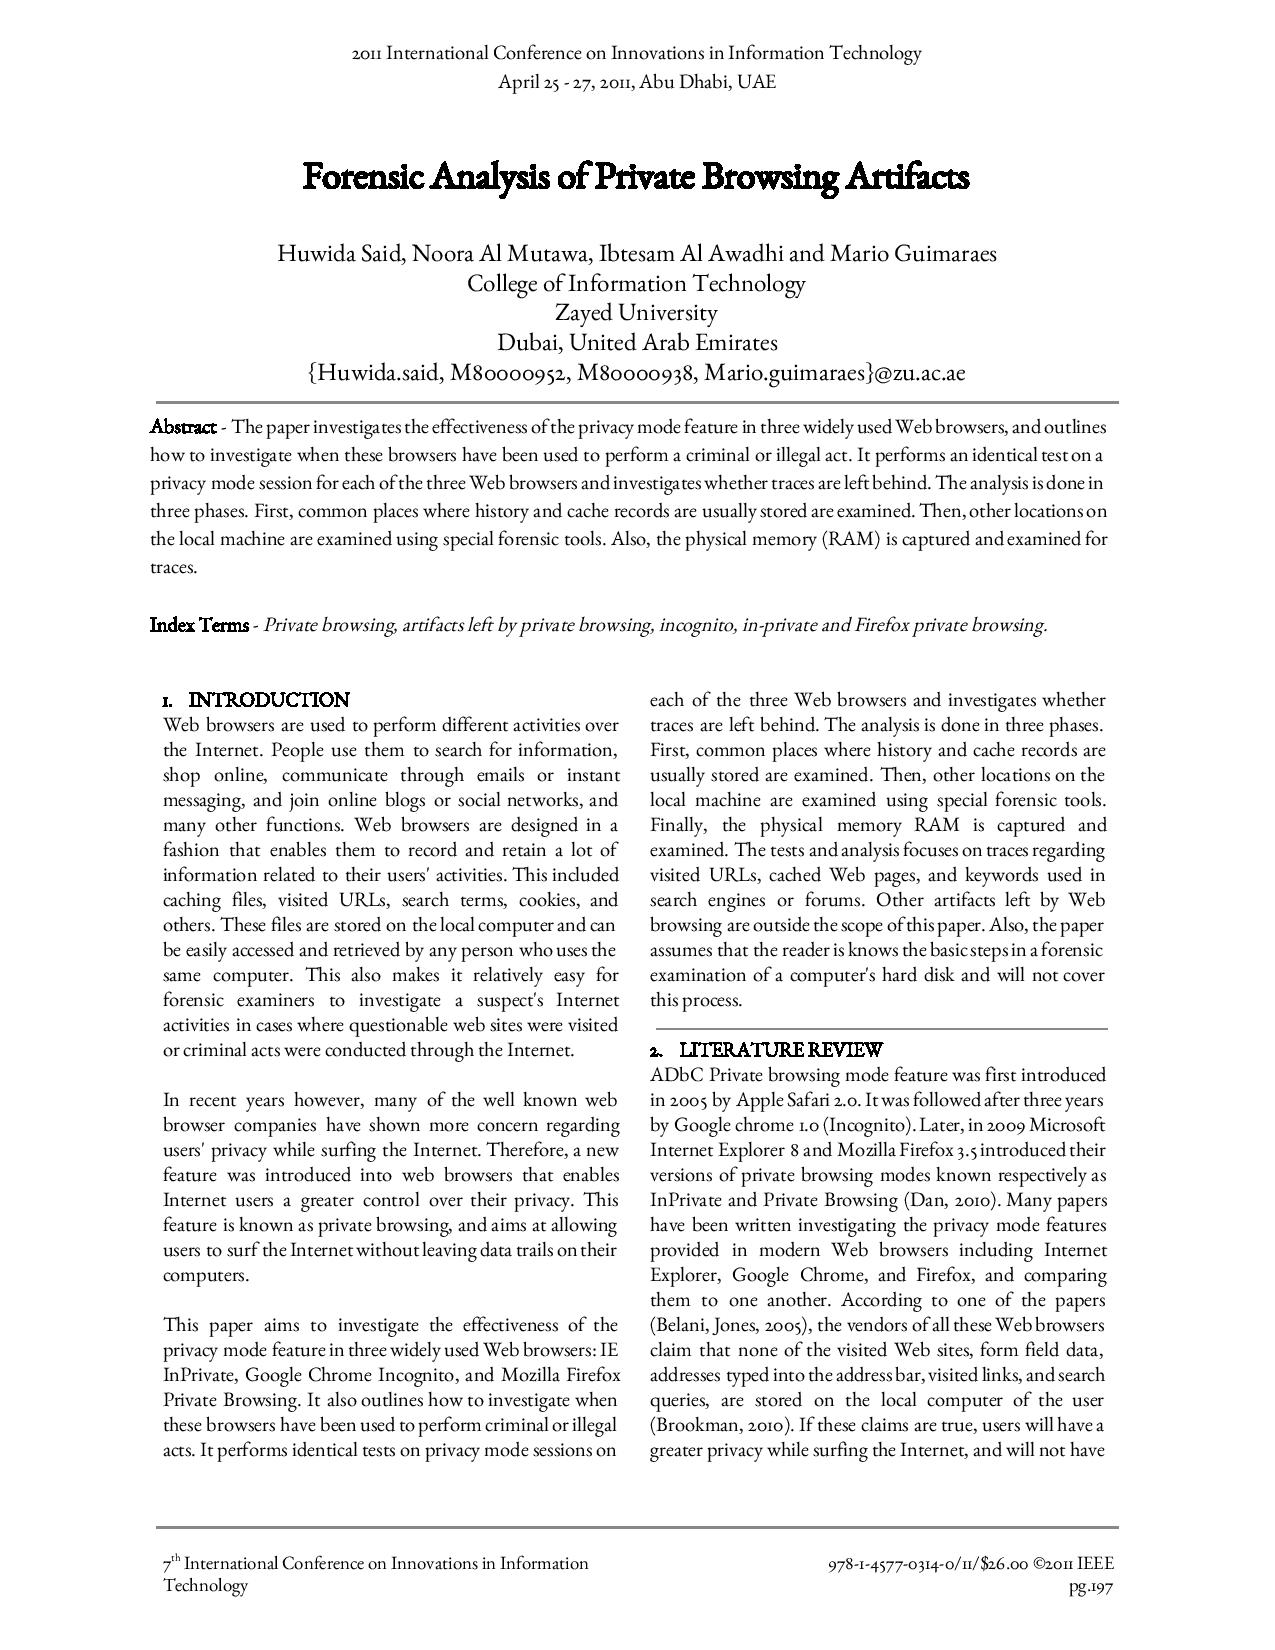 2011 International Conference on Innovations in Information Technology
April 25 - 27, 2011, Abu Dhabi, UAE
Forensic Analysis of Private Browsing Artifacts
Huwida Said, Noora Al Mutawa, Ibtesam Al Awadhi and Mario Guimaraes
College of Information Technology
Zayed University
Dubai, United Arab Emirates
{Huwida.said, M80000952, M80000938, Mario.guimaraes}@zu.ac.ae
Abstract - The paper investigates the effectiveness of the privacy mode feature in three widely used Web browsers, and outlines
how to investigate when these browsers have been used to perform a criminal or illegal act. It performs an identical test on a
privacy mode session for each of the three Web browsers and investigates whether traces are left behind. The analysis is done in
three phases. First, common places where history and cache records are usually stored are examined. Then, other locations on
the local machine are examined using special forensic tools. Also, the physical memory (RAM) is captured and examined for
traces.
Index Terms - Private browsing, artifacts left by private browsing, incognito, in-private and Firefox private browsing.
1. INTRODUCTION
Web browsers are used to perform different activities over
the Internet. People use them to search for information,
shop online, communicate through emails or instant
messaging, and join online blogs or social networks, and
many other functions. Web browsers are designed in a
fashion that enables them to record and retain a lot of
information related to their users' activities. This included
caching files, visited URLs, search terms, cookies, and
others. These files are stored on the local computer and can
be easily accessed and retrieved by any person who uses the
same computer. This also makes it relatively easy for
forensic examiners to investigate a suspect's Internet
activities in cases where questionable web sites were visited
or criminal acts were conducted through the Internet.
In recent years however, many of the well known web
browser companies have shown more concern regarding
users' privacy while surfing the Internet. Therefore, a new
feature was introduced into web browsers that enables
Internet users a greater control over their privacy. This
feature is known as private browsing, and aims at allowing
users to surf the Internet without leaving data trails on their
computers.
This paper aims to investigate the effectiveness of the
privacy mode feature in three widely used Web browsers: IE
InPrivate, Google Chrome Incognito, and Mozilla Firefox
Private Browsing. It also outlines how to investigate when
these browsers have been used to perform criminal or illegal
acts. It performs identical tests on privacy mode sessions on
each of the three Web browsers and investigates whether
traces are left behind. The analysis is done in three phases.
First, common places where history and cache records are
usually stored are examined. Then, other locations on the
local machine are examined using special forensic tools.
Finally, the physical memory RAM is captured and
examined. The tests and analysis focuses on traces regarding
visited URLs, cached Web pages, and keywords used in
search engines or forums. Other artifacts left by Web
browsing are outside the scope of this paper. Also, the paper
assumes that the reader is knows the basic steps in a forensic
examination of a computer's hard disk and will not cover
this process.
2. LITERATURE REVIEW
ADbC Private browsing mode feature was first introduced
in 2005 by Apple Safari 2.0. It was followed after three years
by Google chrome 1.0 (Incognito). Later, in 2009 Microsoft
Internet Explorer 8 and Mozilla Firefox 3.5 introduced their
versions of private browsing modes known respectively as
InPrivate and Private Browsing (Dan, 2010). Many papers
have been written investigating the privacy mode features
provided in modern Web browsers including Internet
Explorer, Google Chrome, and Firefox, and comparing
them to one another. According to one of the papers
(Belani, Jones, 2005), the vendors of all these Web browsers
claim that none of the visited Web sites, form field data,
addresses typed into the address bar, visited links, and search
queries, are stored on the local computer of the user
(Brookman, 2010). If these claims are true, users will have a
greater privacy while surfing the Internet, and will not have
7th International Conference on Innovations in Information
Technology
978-1-4577-0314-0/11/$26.00 ©2011 IEEE
pg.197